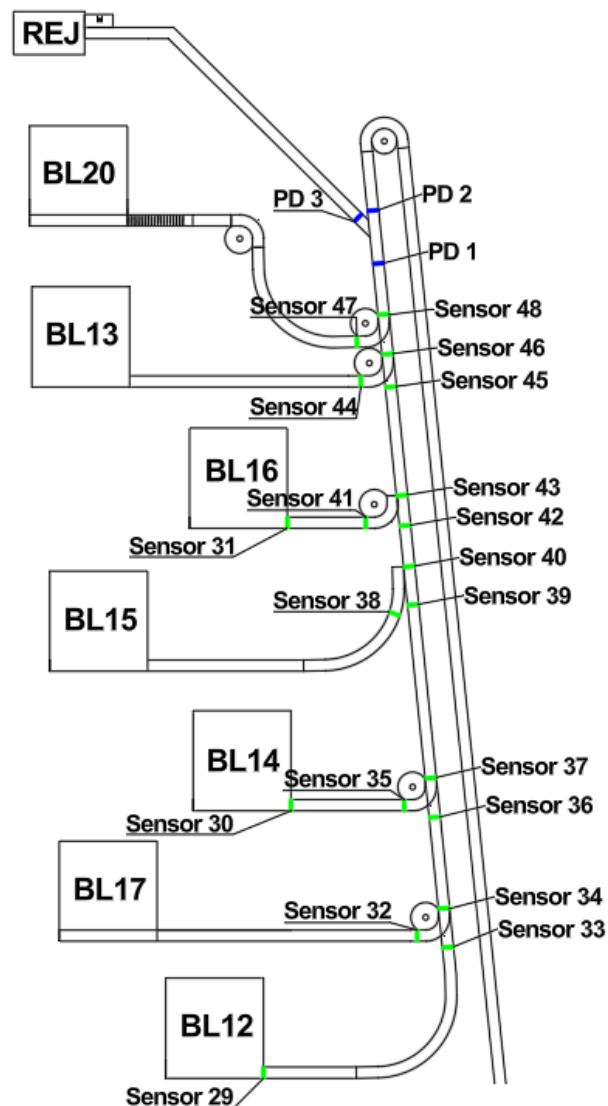 REJ
BL20
PD 3
PD 2
PD 1
Sensor 47
Sensor 48
BL13
Sensor 46
Sensor 45
Sensor 44
BL16
Sensor 41
Sensor 43
Sensor 42
Sensor 31
Sensor 40
Sensor 38
Sensor 39
BL15
BL14
Sensor 35
Sensor 37
Sensor 36
Sensor 30
BL17
Sensor 32
Sensor 34
Sensor 33
BL12
Sensor 29